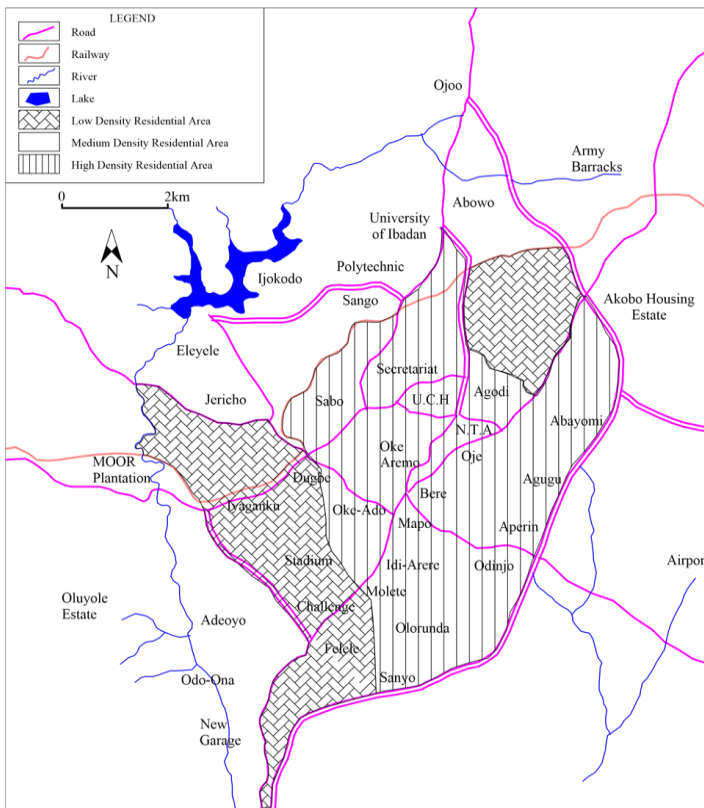 LEGEND
Road
Railway
River
Lake
Low Density Residential Area
Medium Density Residential Area
High Density Residential Area
0 2km
N
Ojoo
Army
Barracks
Abowo
University
of Ibadan
Polytechnic
Ijokodo
Sango
Akobo Housing
Estate
Eleyele
Secretariat
Jericho
Sabo
U.C.H
Agodi
Abayomi
N.T.A
Oke
Aremo
Oje
MOOR
Plantation
Dugbe
Agugu
Bere
Iyaganku
Oke-Ado
Mapo
Aperin
Stadium
Idi-Arere
Odinjo
Airpor
Molete
Oluyole
Estate
Challenge
Adeoyo
Olorunda
Felele
Odo-Ona
Sanyo
New
Garage